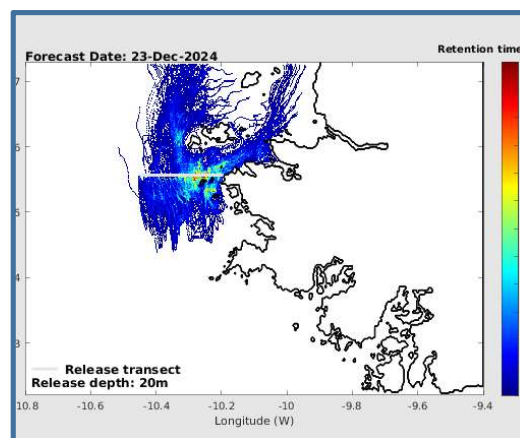 Retention time
Forecast Date: 23-Dec-2024
7
6
5
4
3
Release transect
Release depth: 20m
10.8 -10.6 -10.4 -10.2 -10 -9.8 -9.6 -9.4
Longitude (W)